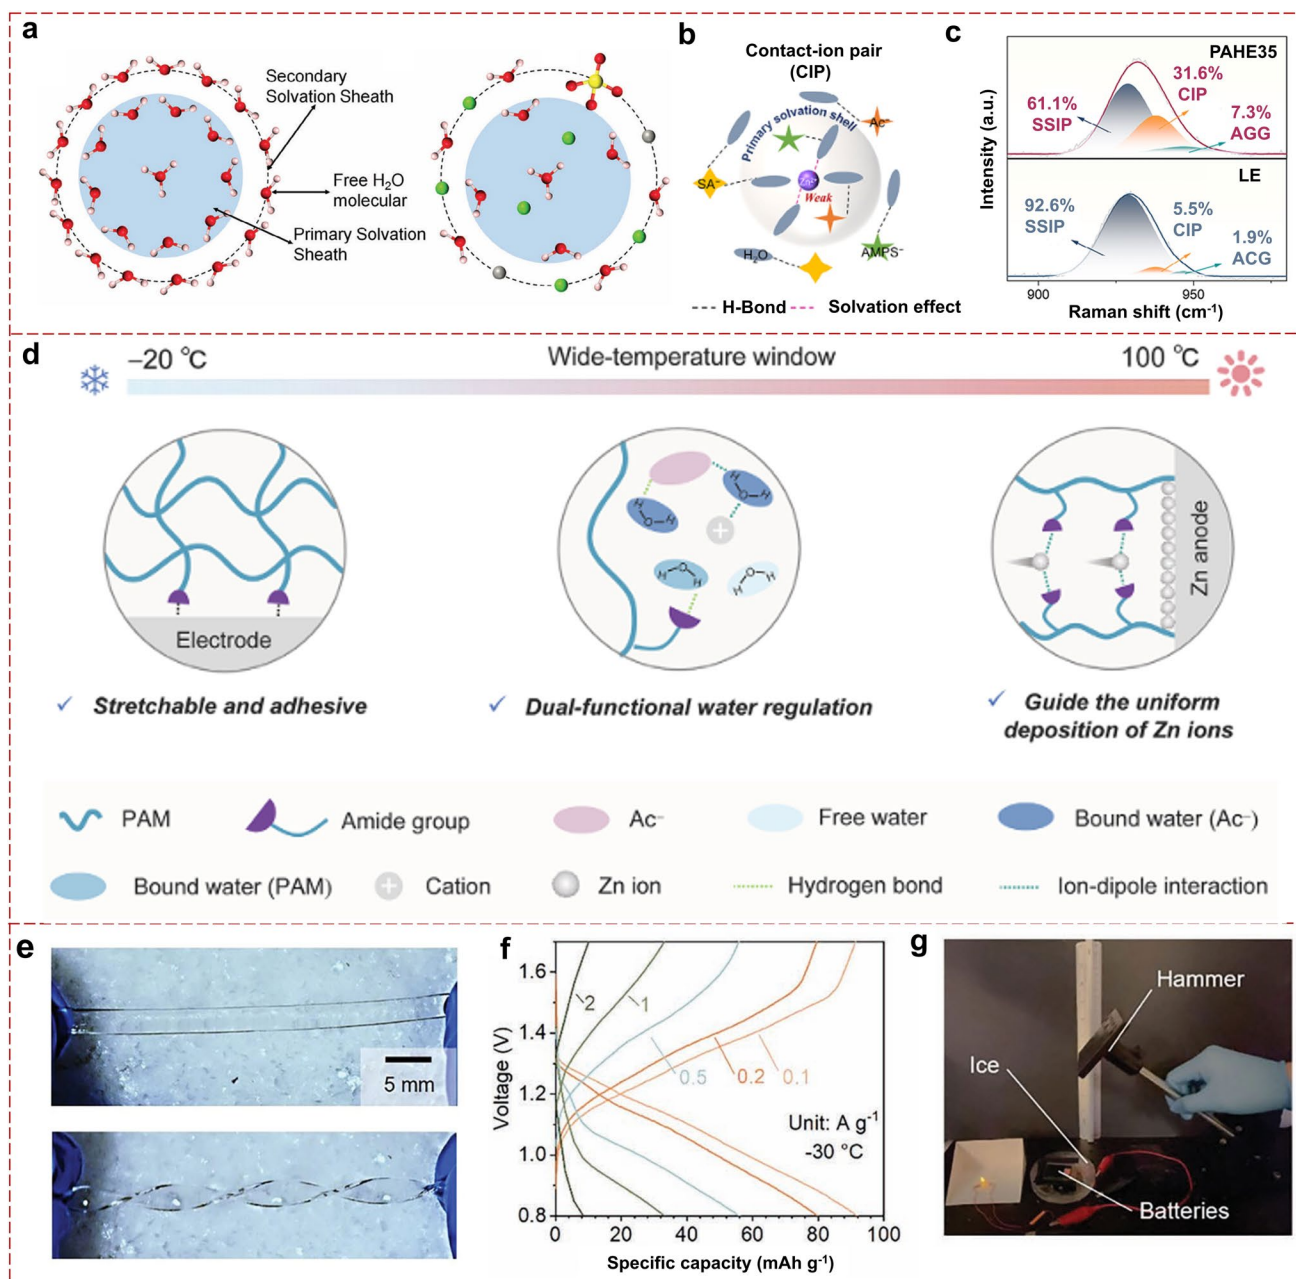 a
Secondary
Solvation Sheath
Free H₂O
molecular
Primary Solvation
Sheath
b
Contact-ion pair
(CIP)
Primary solvation shell
Ac⁻
SA⁻
Zn²⁺
Weak
H₂O
AMPS⁻
H-Bond
Solvation effect
c
PAHE35
31.6%
CIP
61.1%
SSIP
7.3%
AGG
LE
92.6%
SSIP
5.5%
CIP
1.9%
ACG
Intensity (a.u.)
900
950
Raman shift (cm⁻¹)
d
–20 °C
Wide-temperature window
100 °C
Electrode
H
O
H
H
O
H
+
H
O
H
H
O
H
Zn anode
✓ Stretchable and adhesive
✓ Dual-functional water regulation
✓ Guide the uniform
deposition of Zn ions
PAM
Amide group
Ac⁻
Free water
Bound water (Ac⁻)
Bound water (PAM)
+
Cation
Zn ion
Hydrogen bond
Ion-dipole interaction
e
5 mm
f
Voltage (V)
1.6
1.4
1.2
1.0
0.8
2
1
0.5
0.2
0.1
Unit: A g⁻¹
-30 °C
0
20
40
60
80
100
Specific capacity (mAh g⁻¹)
g
Hammer
Ice
Batteries